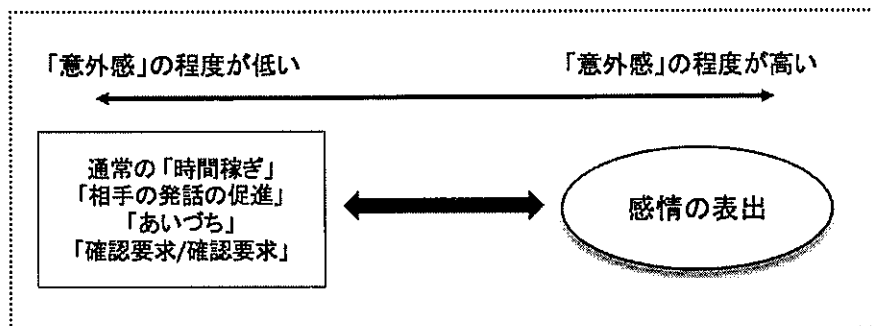 「意外感」の程度が低い
「意外感」の程度が高い
通常の「時間稼ぎ」
「相手の発話の促進」
「あいづち」
「確認要求/確認要求」
感情の表出